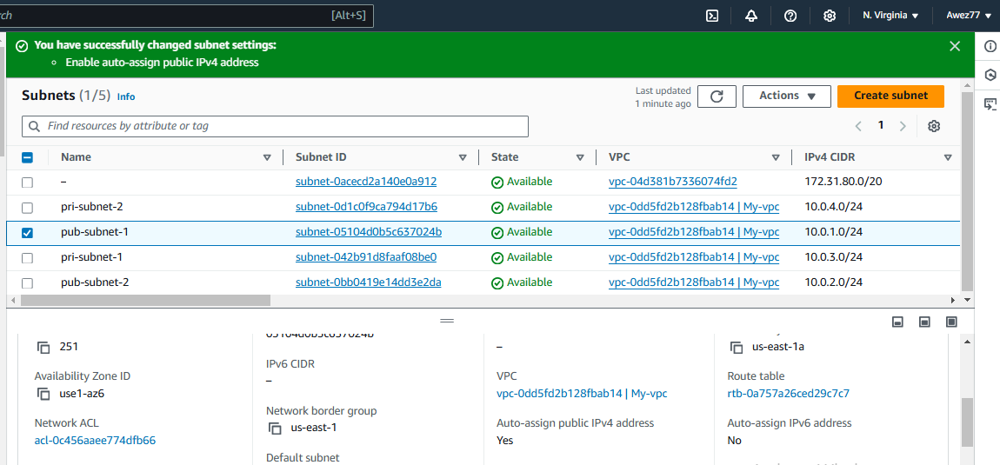 rch [Alt+S] N. Virginia Awez77
You have successfully changed subnet settings:
Enable auto-assign public IPv4 address
Subnets (1/5) Info Last updated 1 minute ago Actions Create subnet
Find resources by attribute or tag 1
Name Subnet ID State VPC IPv4 CIDR
– subnet-0acecd2a140e0a912 Available vpc-04d381b7336074fd2 172.31.80.0/20
pri-subnet-2 subnet-0d1c0f9ca794d17b6 Available vpc-0dd5fd2b128fbab14 | My-vpc 10.0.4.0/24
pub-subnet-1 subnet-05104d0b5c637024b Available vpc-0dd5fd2b128fbab14 | My-vpc 10.0.1.0/24
pri-subnet-1 subnet-042b91d8faaf08be0 Available vpc-0dd5fd2b128fbab14 | My-vpc 10.0.3.0/24
pub-subnet-2 subnet-0bb0419e14dd3e2da Available vpc-0dd5fd2b128fbab14 | My-vpc 10.0.2.0/24
05104d0b5c637024b
251 – us-east-1a
IPv6 CIDR
Availability Zone ID VPC Route table
–
use1-az6 vpc-0dd5fd2b128fbab14 | My-vpc rtb-0a757a26ced29c7c7
Network border group
Network ACL us-east-1 Auto-assign public IPv4 address Auto-assign IPv6 address
acl-0c456aaee774dfb66 Yes No
Default subnet